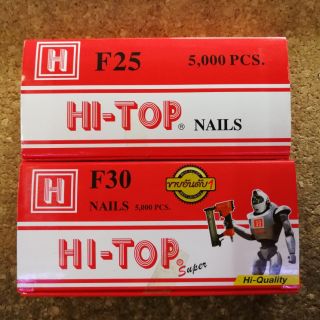 H F25 5,000 PCS.
HI-TOP® NAILS
H F30
NAILS 5,000 PCS.
ขายอันดับ 1
HI-TOP Super
Hi-Quality